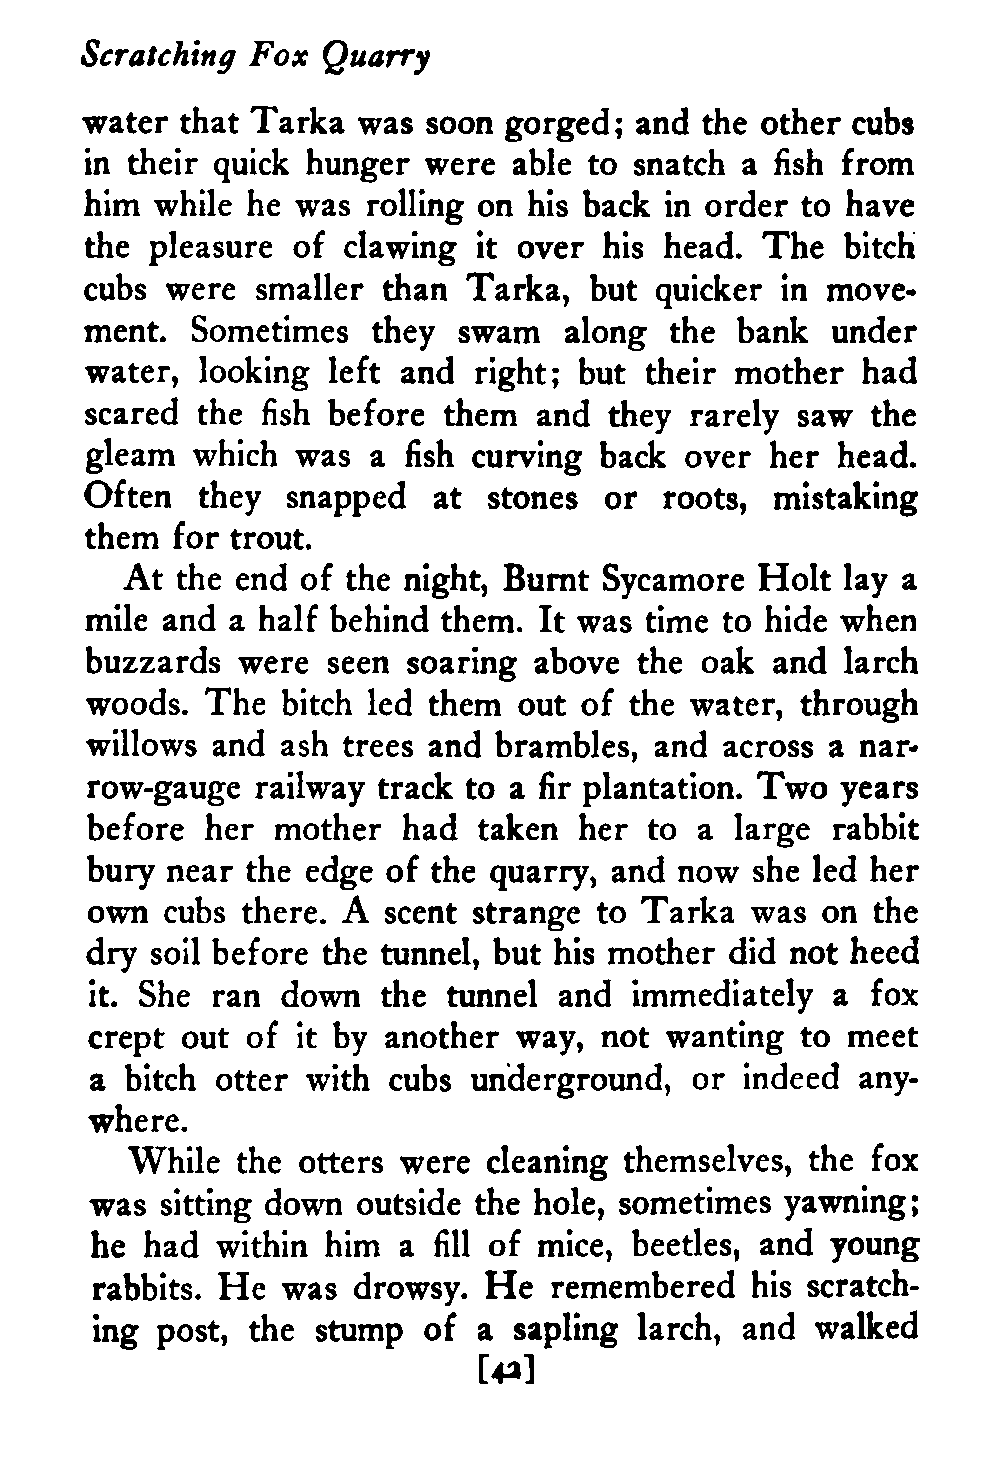 Scratching Fox Quarry
water that Tarka was soon gorged; and the other cubs
in their quick hunger were able to snatch a fish from
him while he was rolling on his back in order to have
the pleasure of clawing it over his head. The bitch
cubs were smaller than Tarka, but quicker in move-
ment. Sometimes they swam along the bank under
water, looking left and right; but their mother had
scared the fish before them and they rarely saw the
gleam which was a fish curving back over her head.
Often they snapped at stones or roots, mistaking
them for trout.
At the end of the night, Burnt Sycamore Holt lay a
mile and a half behind them. It was time to hide when
buzzards were seen soaring above the oak and larch
woods. The bitch led them out of the water, through
willows and ash trees and brambles, and across a nar-
row-gauge railway track to a fir plantation. Two years
before her mother had taken her to a large rabbit
bury near the edge of the quarry, and now she led her
own cubs there. A scent strange to Tarka was on the
dry soil before the tunnel, but his mother did not heed
it. She ran down the tunnel and immediately a fox
crept out of it by another way, not wanting to meet
a bitch otter with cubs underground, or indeed any-
where.
While the otters were cleaning themselves, the fox
was sitting down outside the hole, sometimes yawning;
he had within him a fill of mice, beetles, and young
rabbits. He was drowsy. He remembered his scratch-
ing post, the stump of a sapling larch, and walked
[42]